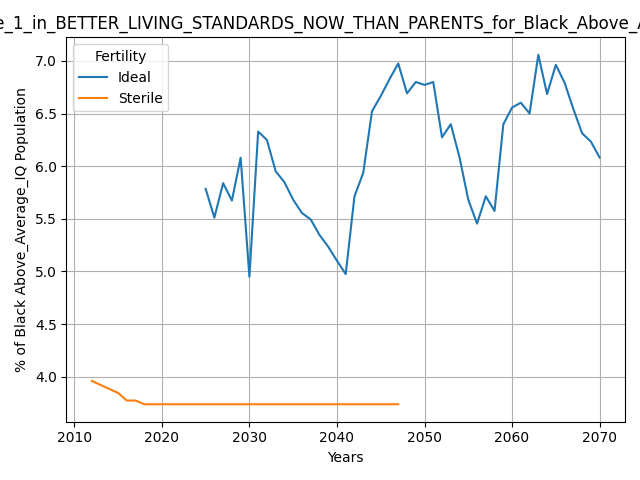 e_1_in_BETTER_LIVING_STANDARDS_NOW_THAN_PARENTS_for_Black_Above_A
Fertility
Ideal
Sterile
% of Black Above_Average_IQ Population
7.0
6.5
6.0
5.5
5.0
4.5
4.0
2010 2020 2030 2040 2050 2060 2070
Years